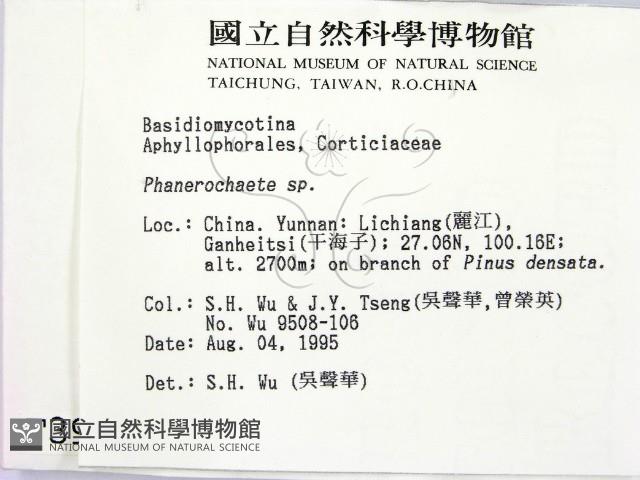 國立自然科學博物館
NATIONAL MUSEUM OF NATURAL SCIENCE
TAICHUNG, TAIWAN, R.O.CHINA
Basidiomycotina
Aphyllophorales, Corticiaceae
Phanerochaete sp.
Loc.: China. Yunnan: Lichiang(麗江),
Ganheitsi(干海子); 27.06N, 100.16E;
alt. 2700m; on branch of Pinus densata.
Col.: S.H. Wu & J.Y. Tseng(吳聲華,曾榮英)
No. Wu 9508-106
Date: Aug. 04, 1995
Det.: S.H. Wu (吳聲華)
國立自然科學博物館
NATIONAL MUSEUM OF NATURAL SCIENCE